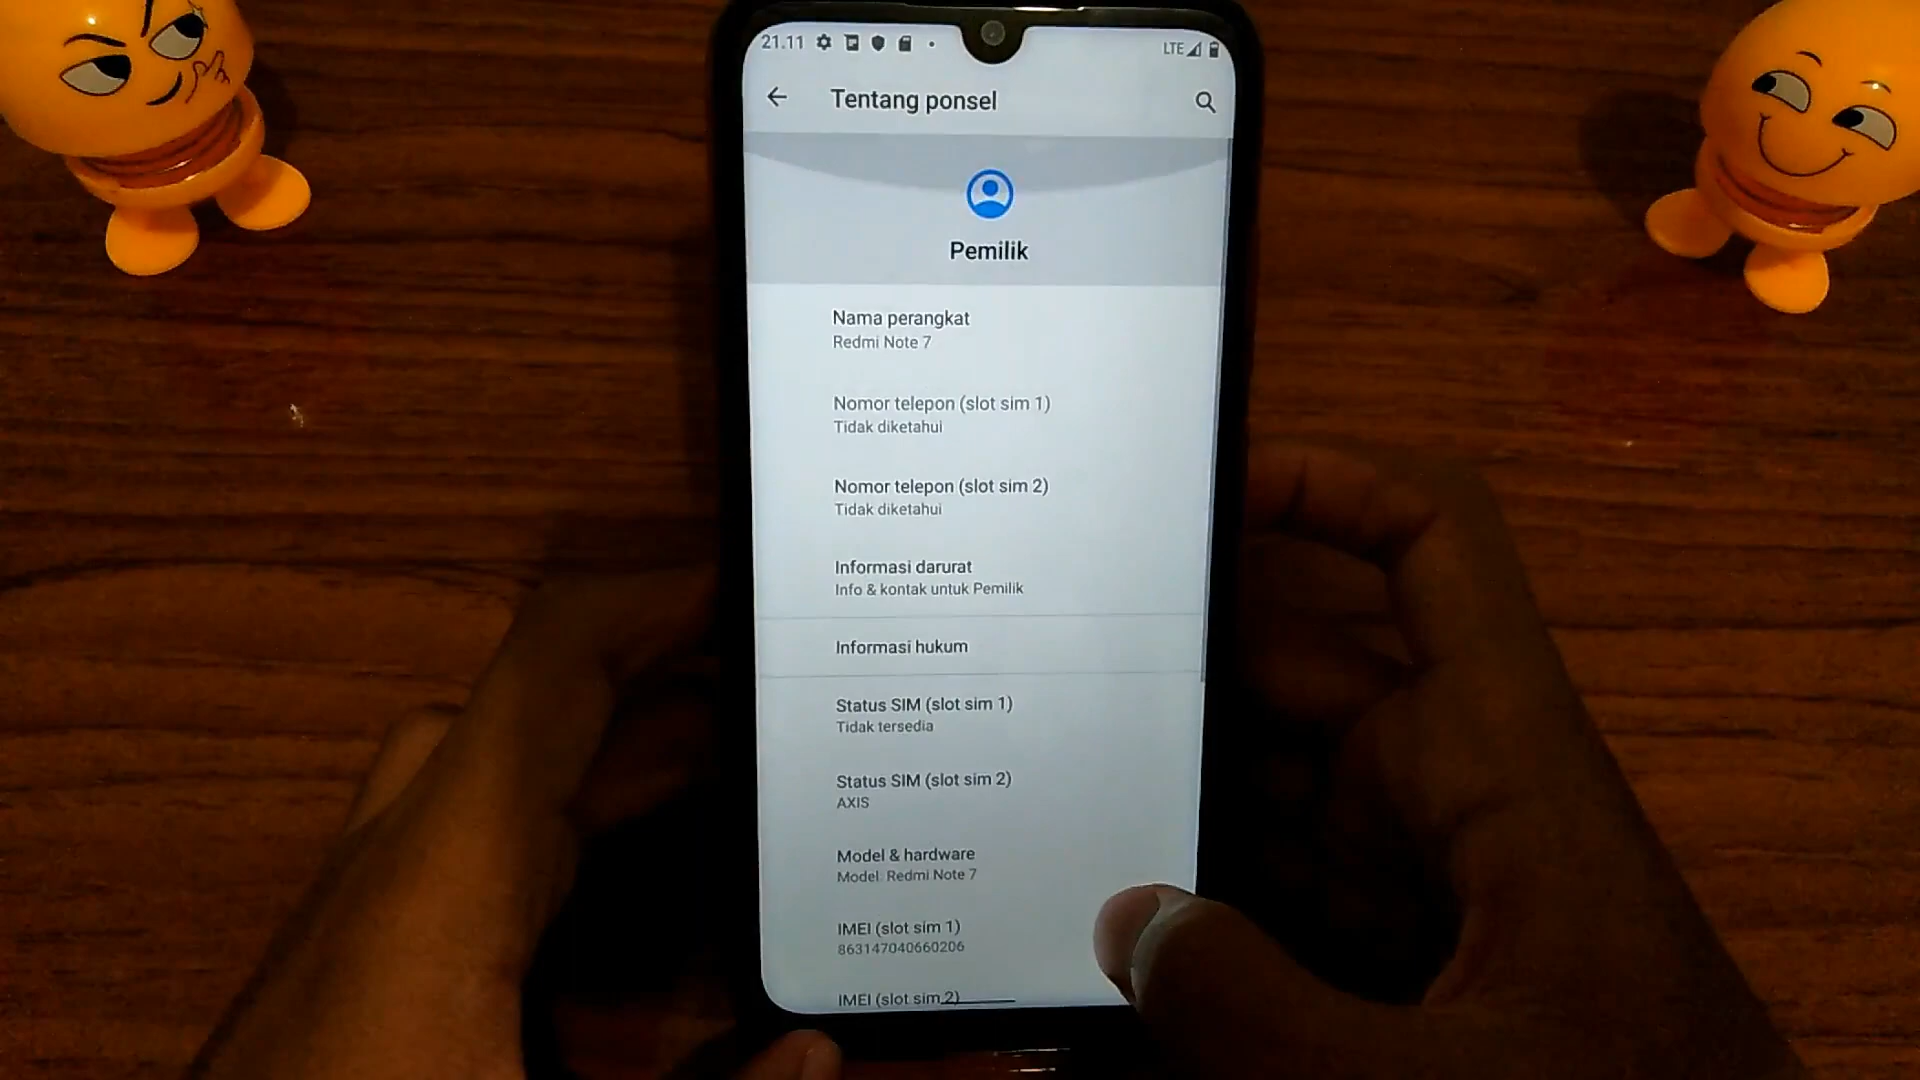 21.11
LTE
Tentang ponsel
Pemilik
Nama perangkat
Redmi Note 7
Nomor telepon (slot sim 1)
Tidak diketahui
Nomor telepon (slot sim 2)
Tidak diketahui
Informasi darurat
Info & kontak untuk Pemilik
Informasi hukum
Status SIM (slot sim 1)
Tidak tersedia
Status SIM (slot sim 2)
AXIS
Model & hardware
Model: Redmi Note 7
IMEI (slot sim 1)
863147040660206
IMEI (slot sim 2)